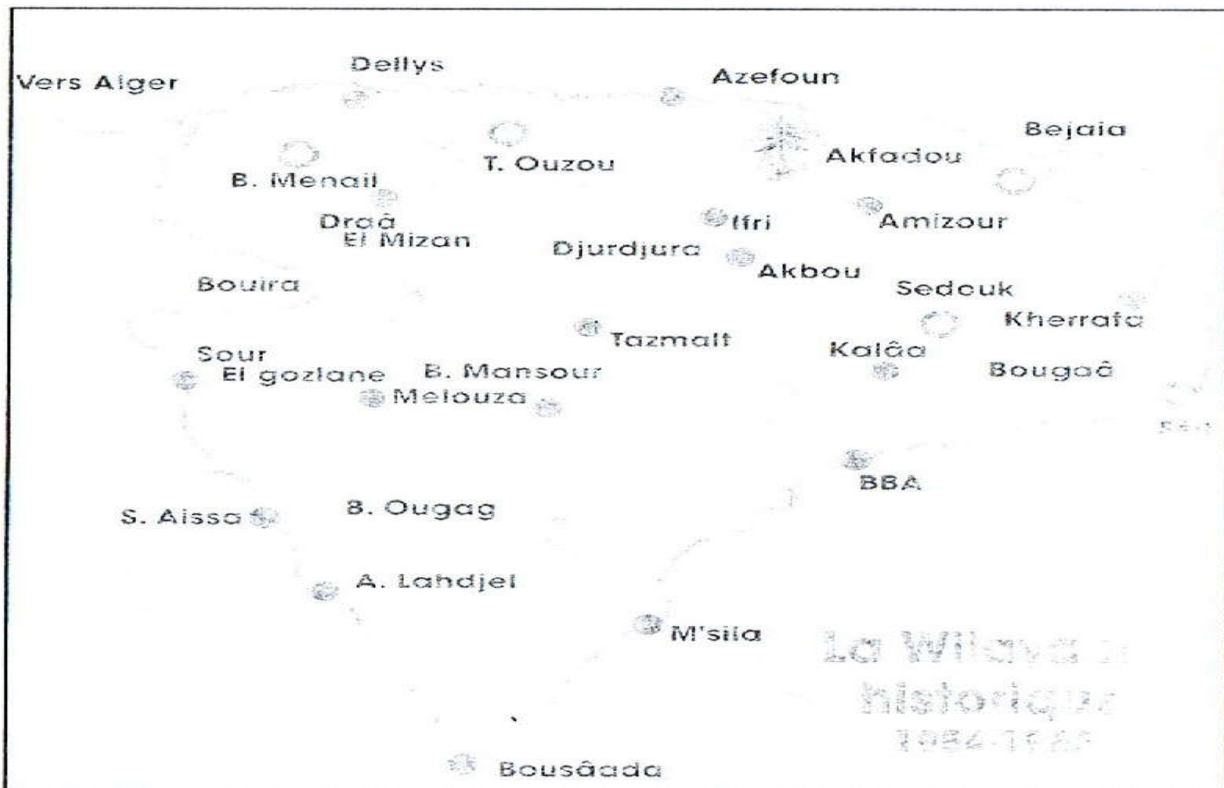 Dellys
Azefoun
Vers Alger
Bejaia
T. Ouzou
Akfadou
B. Menail
Draâ
El Mizan
Ifri
Amizour
Djurdjura
Akbou
Bouira
Sedouk
Kherrata
Tazmalt
Kalâa
Sour
El gozlane
B. Mansour
Bougaâ
Melouza
BBA
S. Aissa
B. Ougag
A. Lahdjel
M'sila
La Wilaya
historique
Bousâada